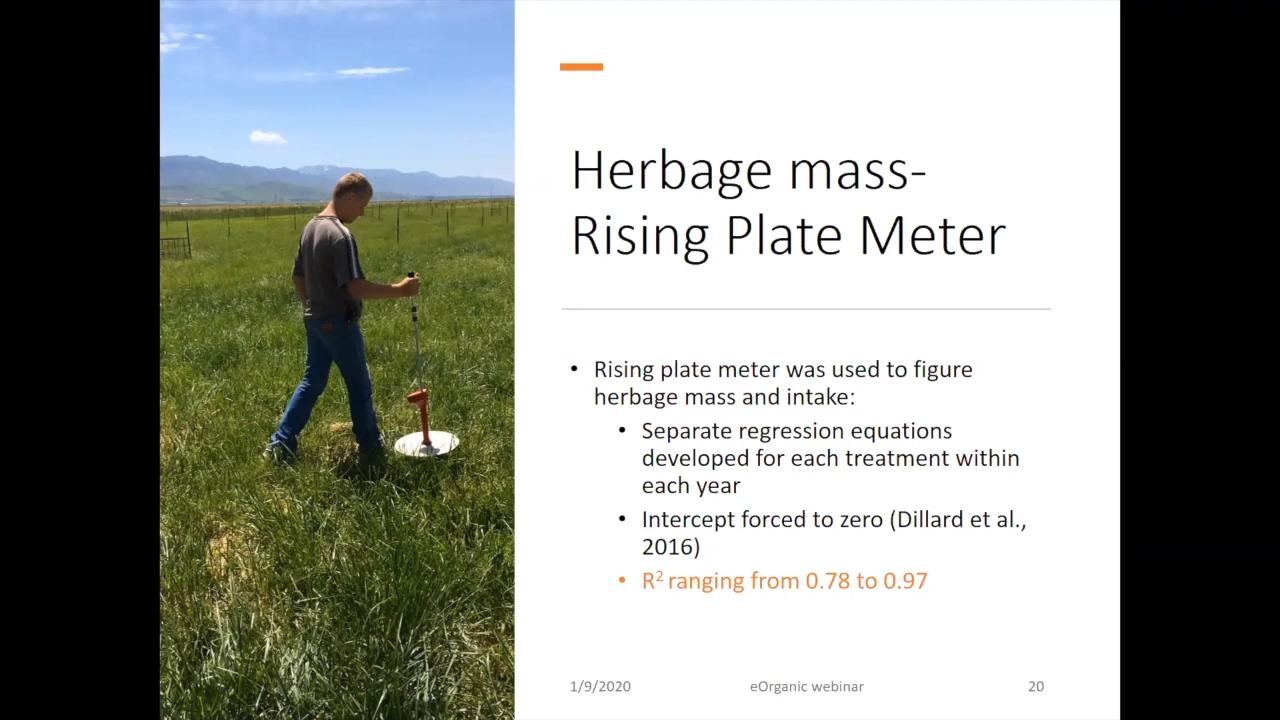 Herbage mass-
Rising Plate Meter
• Rising plate meter was used to figure
herbage mass and intake:
• Separate regression equations
developed for each treatment within
each year
• Intercept forced to zero (Dillard et al.,
2016)
• R² ranging from 0.78 to 0.97
1/9/2020 eOrganic webinar 20